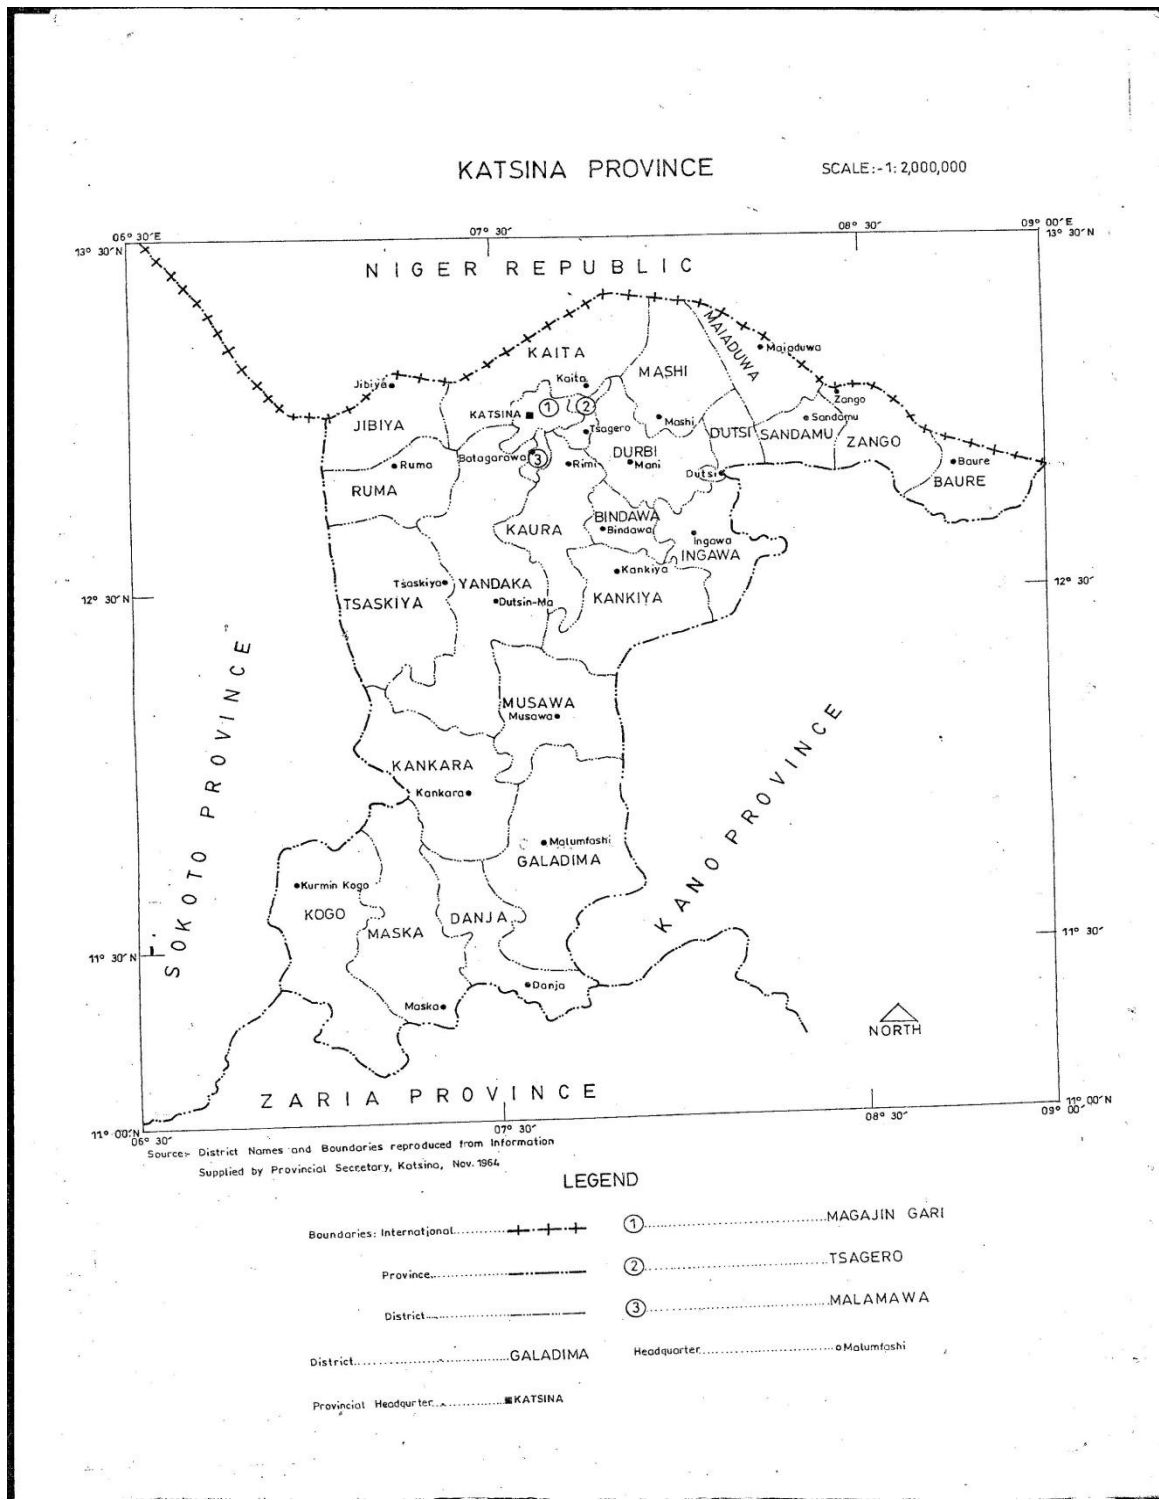 KATSINA PROVINCE
SCALE:-1:2,000,000
06° 30′E
07° 30′
08° 30′
09° 00′E
13° 30′N
13° 30′N
NIGER REPUBLIC
MAIADUWA
Maiaduwa
KAITA
Kaita
MASHI
Jibiya
Zango
KATSINA
1
2
Mashi
Sandamu
JIBIYA
Tsagero
DUTSI
SANDAMU
ZANGO
Batagarawa
3
DURBI
Ruma
Rimi
Mani
Baure
Dutsi
RUMA
BAURE
BINDAWA
KAURA
Bindawa
Ingawa
INGAWA
Kankiya
Tsaskiya
YANDAKA
12° 30′N
TSASKIYA
Dutsin-Ma
KANKIYA
12° 30′
MUSAWA
Musawa
SOKOTO PROVINCE
KANKARA
Kankara
KANO PROVINCE
Malumfashi
GALADIMA
Kurmin Kogo
KOGO
DANJA
MASKA
11° 30′
11° 30′N
Danja
Maska
NORTH
ZARIA PROVINCE
11° 00′N
11° 00′N
06° 30′
07° 30′
08° 30′
09° 00′
Source:- District Names and Boundaries reproduced from Information
Supplied by Provincial Secretary, Katsina, Nov. 1964
LEGEND
Boundaries: International
1 MAGAJIN GARI
Province
2 TSAGERO
District
3 MALAMAWA
District GALADIMA
Headquarter Malumfashi
Provincial Headqurter KATSINA